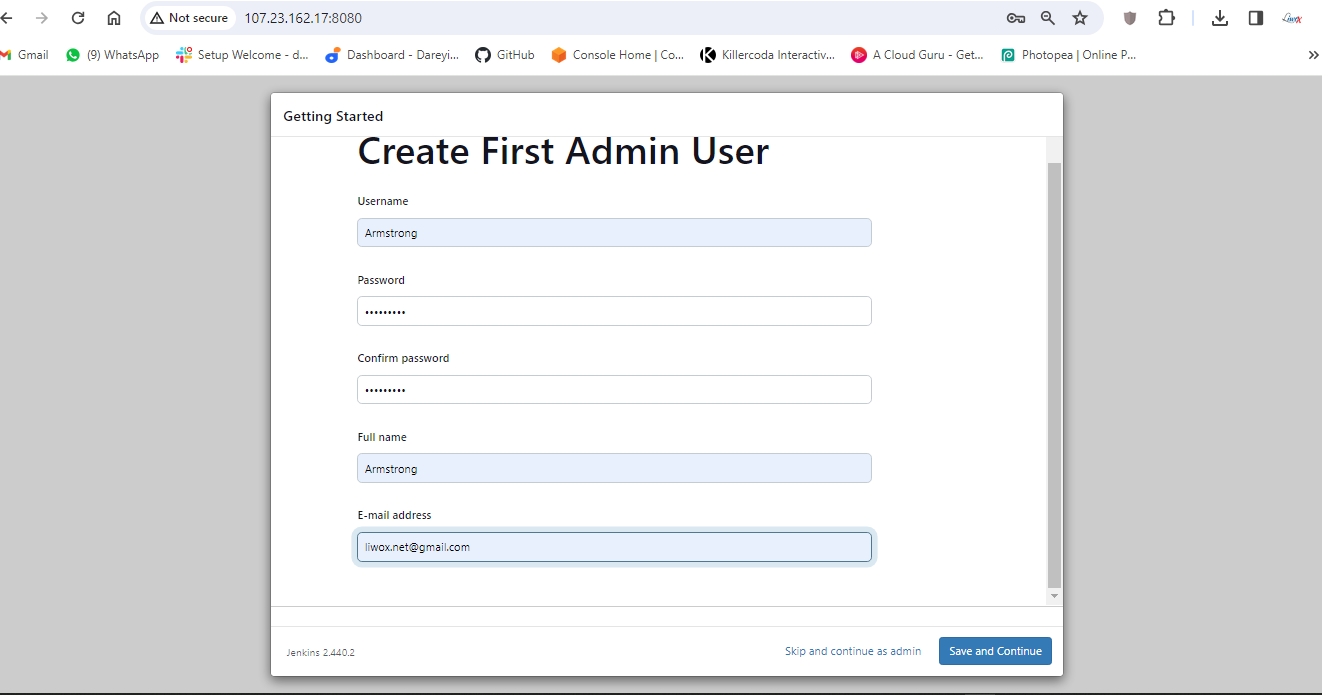 Not secure 107.23.162.17:8080
Gmail (9) WhatsApp Setup Welcome - d... Dashboard - Dareyi... GitHub Console Home | Co... Killercoda Interactiv... A Cloud Guru - Get... Photopea | Online P... »
Getting Started
Create First Admin User
Username
Armstrong
Password
•••••••••
Confirm password
•••••••••
Full name
Armstrong
E-mail address
liwox.net@gmail.com
Jenkins 2.440.2 Skip and continue as admin Save and Continue